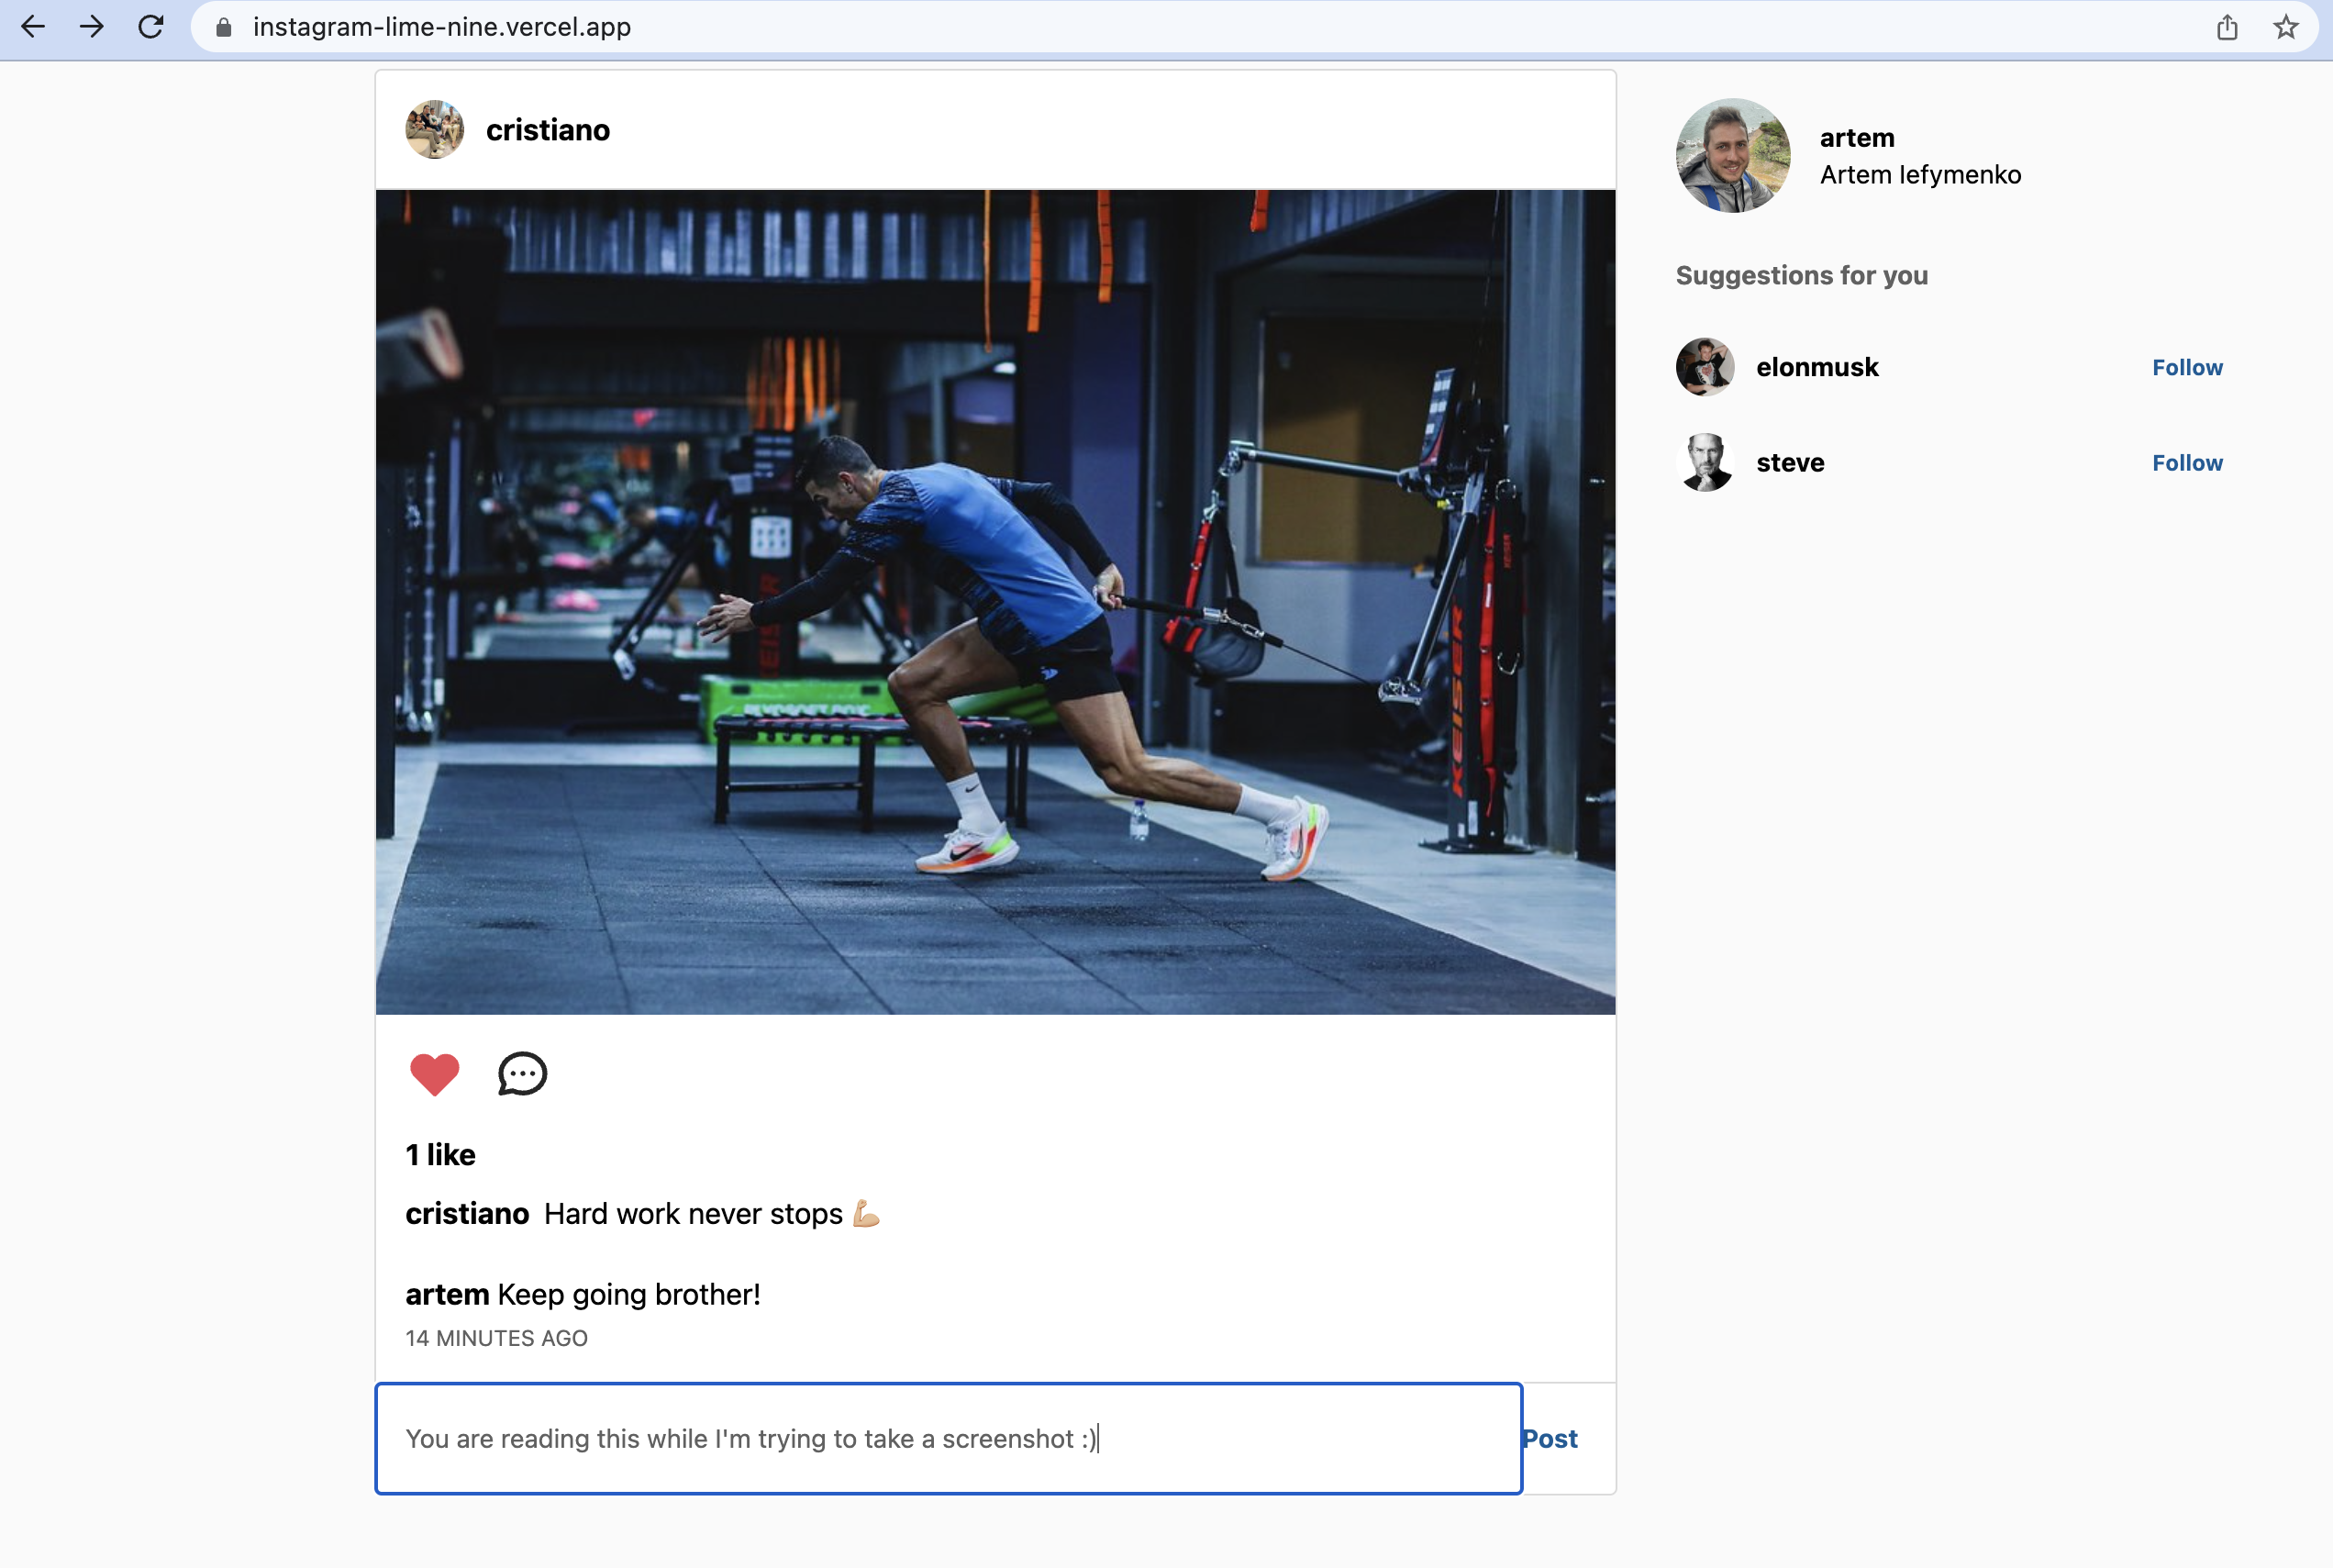 instagram-lime-nine.vercel.app
cristiano
artem
Artem Iefymenko
Suggestions for you
elonmusk Follow
steve Follow
KEISER
KEISER
1 like
cristiano Hard work never stops 💪🏼
artem Keep going brother!
14 MINUTES AGO
You are reading this while I'm trying to take a screenshot :)
Post